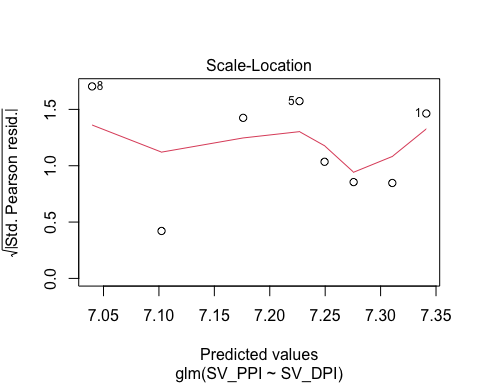 Scale-Location
√|Std. Pearson resid.|
1.5
1.0
0.5
0.0
8
5
1
7.05 7.10 7.15 7.20 7.25 7.30 7.35
Predicted values
glm(SV_PPI ~ SV_DPI)